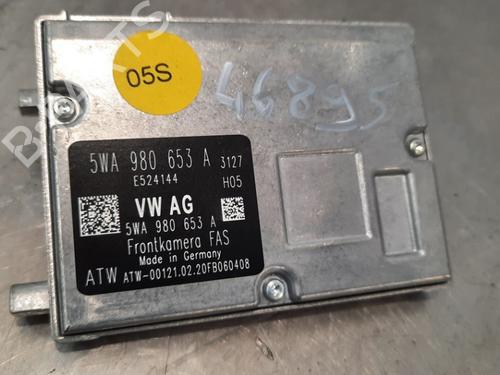 05S
46895
5WA 980 653 A 3127
E524144 H05
VW AG
5WA 980 653 A
Frontkamera FAS
Made in Germany
ATW ATW-00121.02.20FB060408